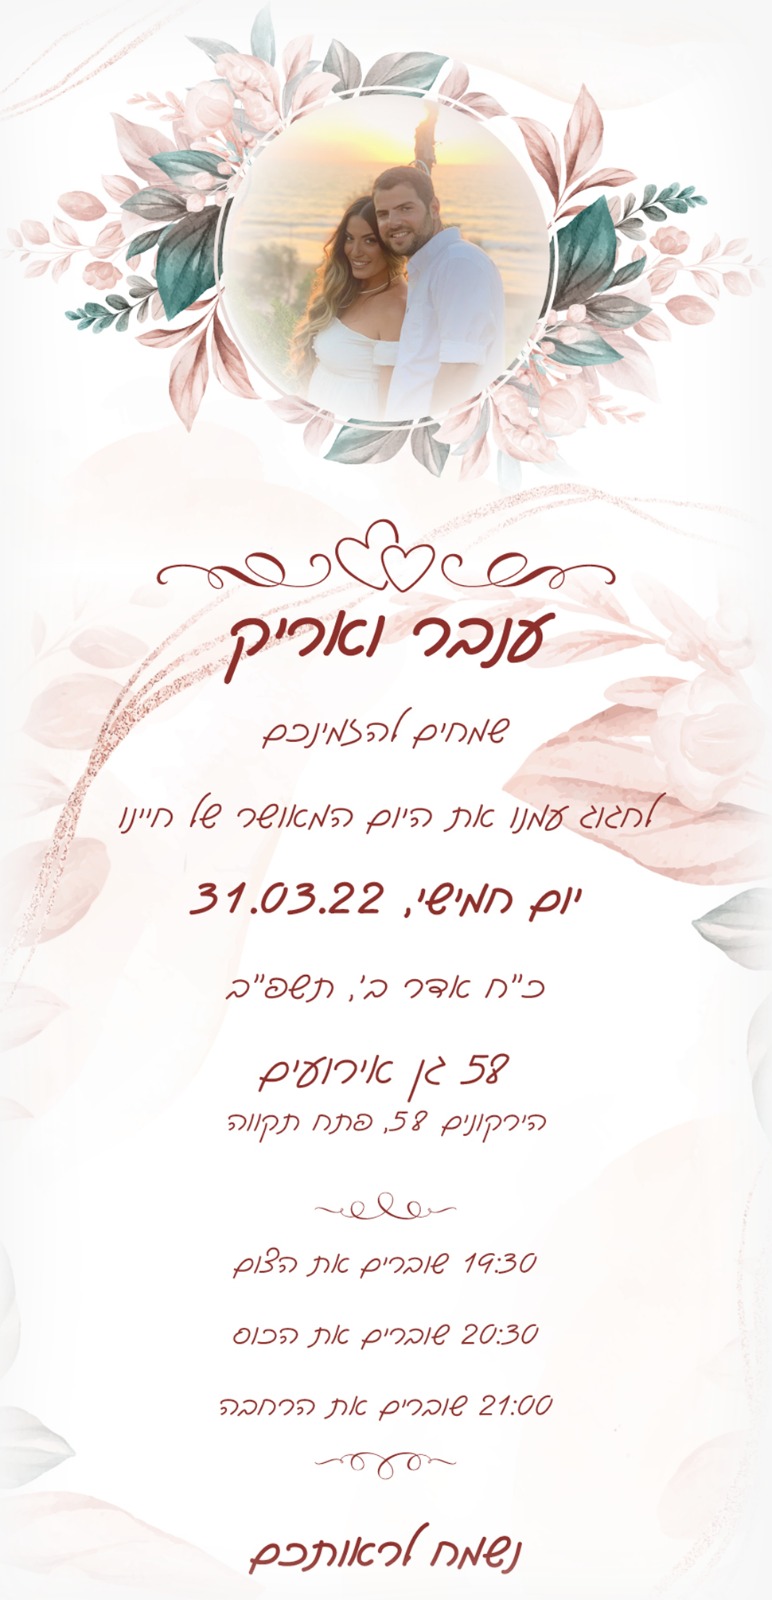 ענבר ואריק
שמחים להזמינכם
לחגוג עמנו את היום המאושר של חיינו
יום חמישי, 31.03.22
כ"ח אדר ב', תשפ"ב
58 גן אירועים
הירקונים 58, פתח תקווה
19:30 שוברים את הצום
20:30 שוברים את הכוס
21:00 שוברים את הרחבה
נשמח לראותכם